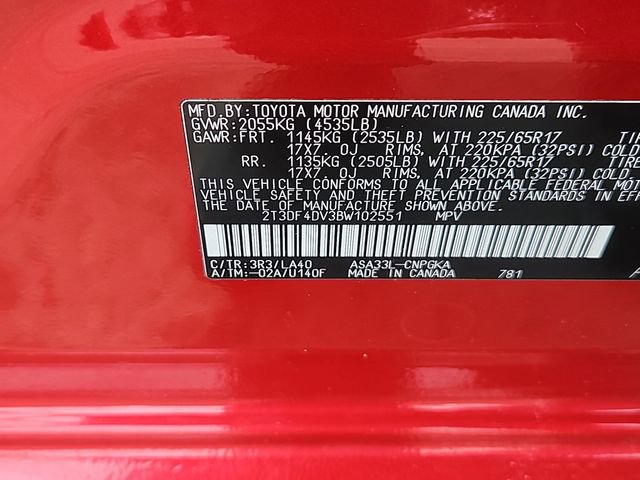 MFD.BY:TOYOTA MOTOR MANUFACTURING CANADA INC.
GVWR:2055KG (4535LB)
GAWR:FRT. 1145KG (2535LB) WITH 225/65R17
17X7.0J RIMS, AT 220KPA (32PSI) COLD
RR. 1135KG (2505LB) WITH 225/65R17 TIRE
17X7.0J RIMS, AT 220KPA (32PSI) COLD.
THIS VEHICLE CONFORMS TO ALL APPLICABLE FEDERAL MOTOR
VEHICLE SAFETY AND THEFT PREVENTION STANDARDS IN EFFE
THE DATE OF MANUFACTURE SHOWN ABOVE.
2T3DF4DV3BW102551 MPV
C/TR:3R3/LA40 ASA33L-CNPGKA
A/TM:-02A/U140F MADE IN CANADA 781